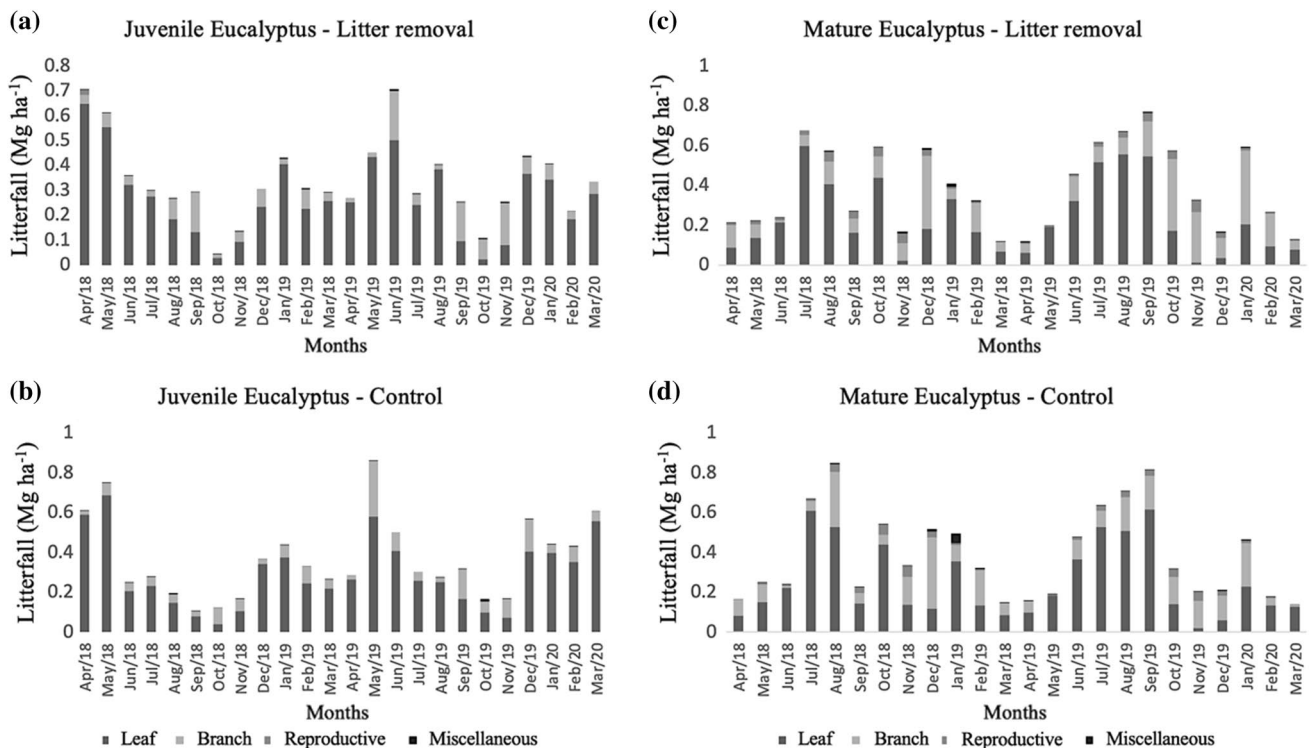 (a)
Juvenile Eucalyptus - Litter removal
Litterfall (Mg ha-1)
0.8
0.7
0.6
0.5
0.4
0.3
0.2
0.1
0
Apr/18 May/18 Jun/18 Jul/18 Aug/18 Sep/18 Oct/18 Nov/18 Dec/18 Jan/19 Feb/19 Mar/18 Apr/19 May/19 Jun/19 Jul/19 Aug/19 Sep/19 Oct/19 Nov/19 Dec/19 Jan/20 Feb/20 Mar/20
Months
(b)
Juvenile Eucalyptus - Control
Litterfall (Mg ha-1)
1
0.8
0.6
0.4
0.2
0
Apr/18 May/18 Jun/18 Jul/18 Aug/18 Sep/18 Oct/18 Nov/18 Dec/18 Jan/19 Feb/19 Mar/18 Apr/19 May/19 Jun/19 Jul/19 Aug/19 Sep/19 Oct/19 Nov/19 Dec/19 Jan/20 Feb/20 Mar/20
Months
Leaf Branch Reproductive Miscellaneous
(c)
Mature Eucalyptus - Litter removal
Litterfall (Mg ha-1)
1
0.8
0.6
0.4
0.2
0
Apr/18 May/18 Jun/18 Jul/18 Aug/18 Sep/18 Oct/18 Nov/18 Dec/18 Jan/19 Feb/19 Mar/18 Apr/19 May/19 Jun/19 Jul/19 Aug/19 Sep/19 Oct/19 Nov/19 Dec/19 Jan/20 Feb/20 Mar/20
Months
(d)
Mature Eucalyptus - Control
Litterfall (Mg ha-1)
1
0.8
0.6
0.4
0.2
0
Apr/18 May/18 Jun/18 Jul/18 Aug/18 Sep/18 Oct/18 Nov/18 Dec/18 Jan/19 Feb/19 Mar/18 Apr/19 May/19 Jun/19 Jul/19 Aug/19 Sep/19 Oct/19 Nov/19 Dec/19 Jan/20 Feb/20 Mar/20
Months
Leaf Branch Reproductive Miscellaneous